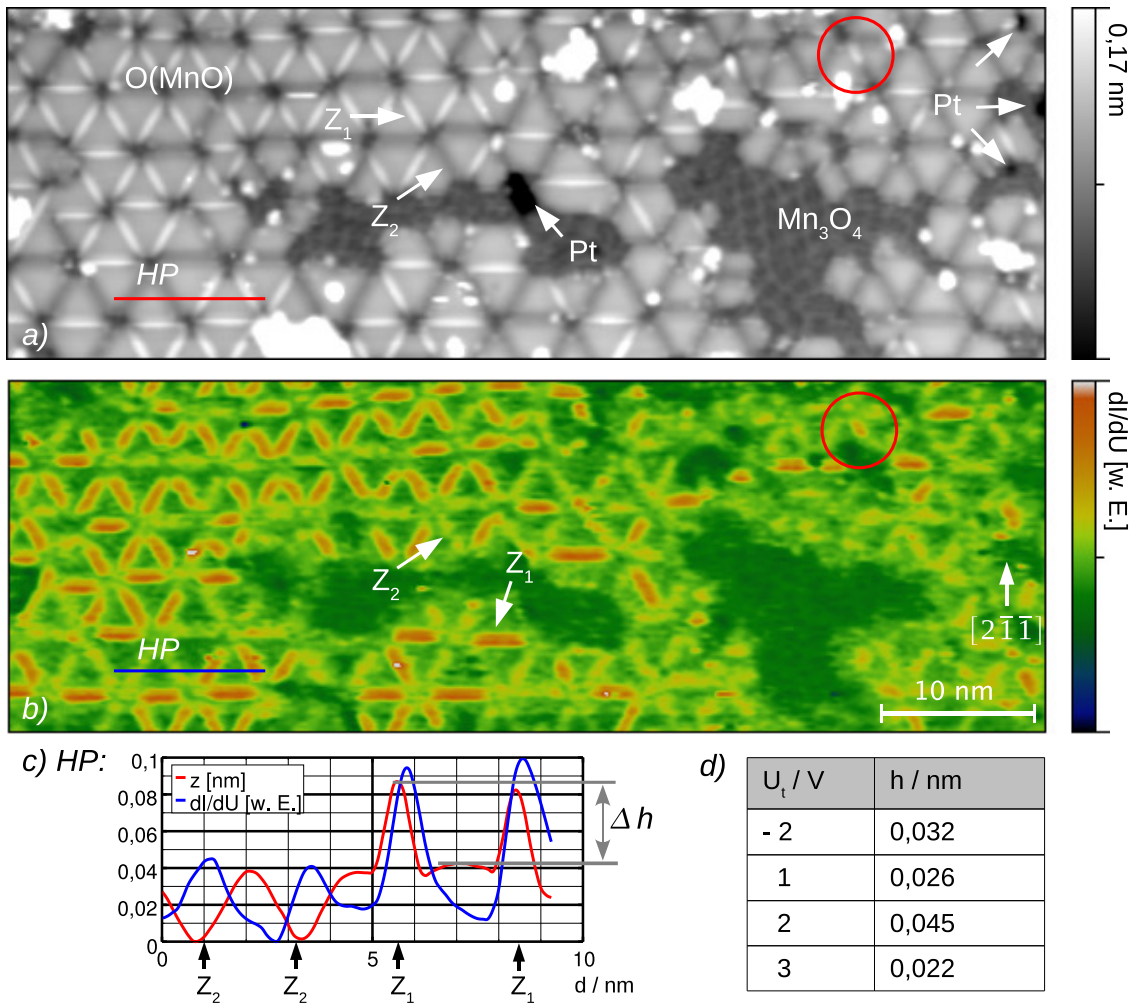 O(MnO)
Z₁
Z₂
Pt
Pt
Mn₃O₄
HP
a)
0,17 nm
Z₂
Z₁
HP
[2 1̅ 1̅]
10 nm
b)
dI/dU [w. E.]
c) HP:
z [nm]
dI/dU [w. E.]
Δ h
0,1
0,08
0,06
0,04
0,02
0
0 5 10
d / nm
Z₂ Z₂ Z₁ Z₁
d)
Uₜ / V h / nm
- 2 0,032
1 0,026
2 0,045
3 0,022